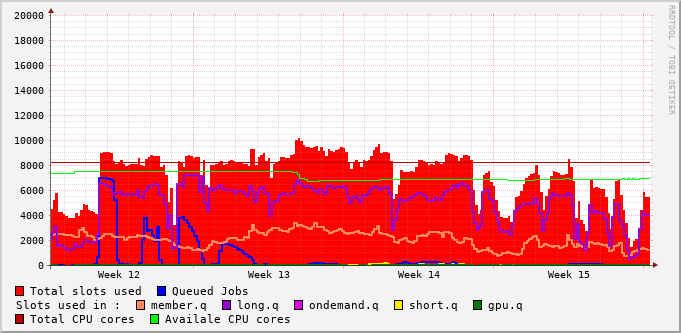 20000
18000
16000
14000
12000
10000
8000
6000
4000
2000
0
Week 12 Week 13 Week 14 Week 15
Total slots used Queued Jobs
Slots used in : member.q long.q ondemand.q short.q gpu.q
Total CPU cores Availale CPU cores
RRDTOOL / TOBI OETIKER